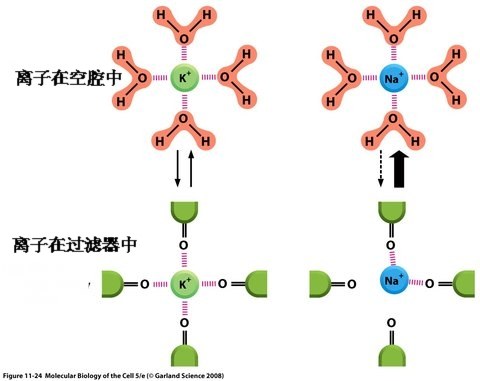 H H H H
O O
离子在空腔中
H O K⁺ O H H O Na⁺ O H
H H H H
O O
H H H H
离子在过滤器中
O O
O K⁺ O O Na⁺ O
O O
Figure 11-24 Molecular Biology of the Cell 5/e (© Garland Science 2008)